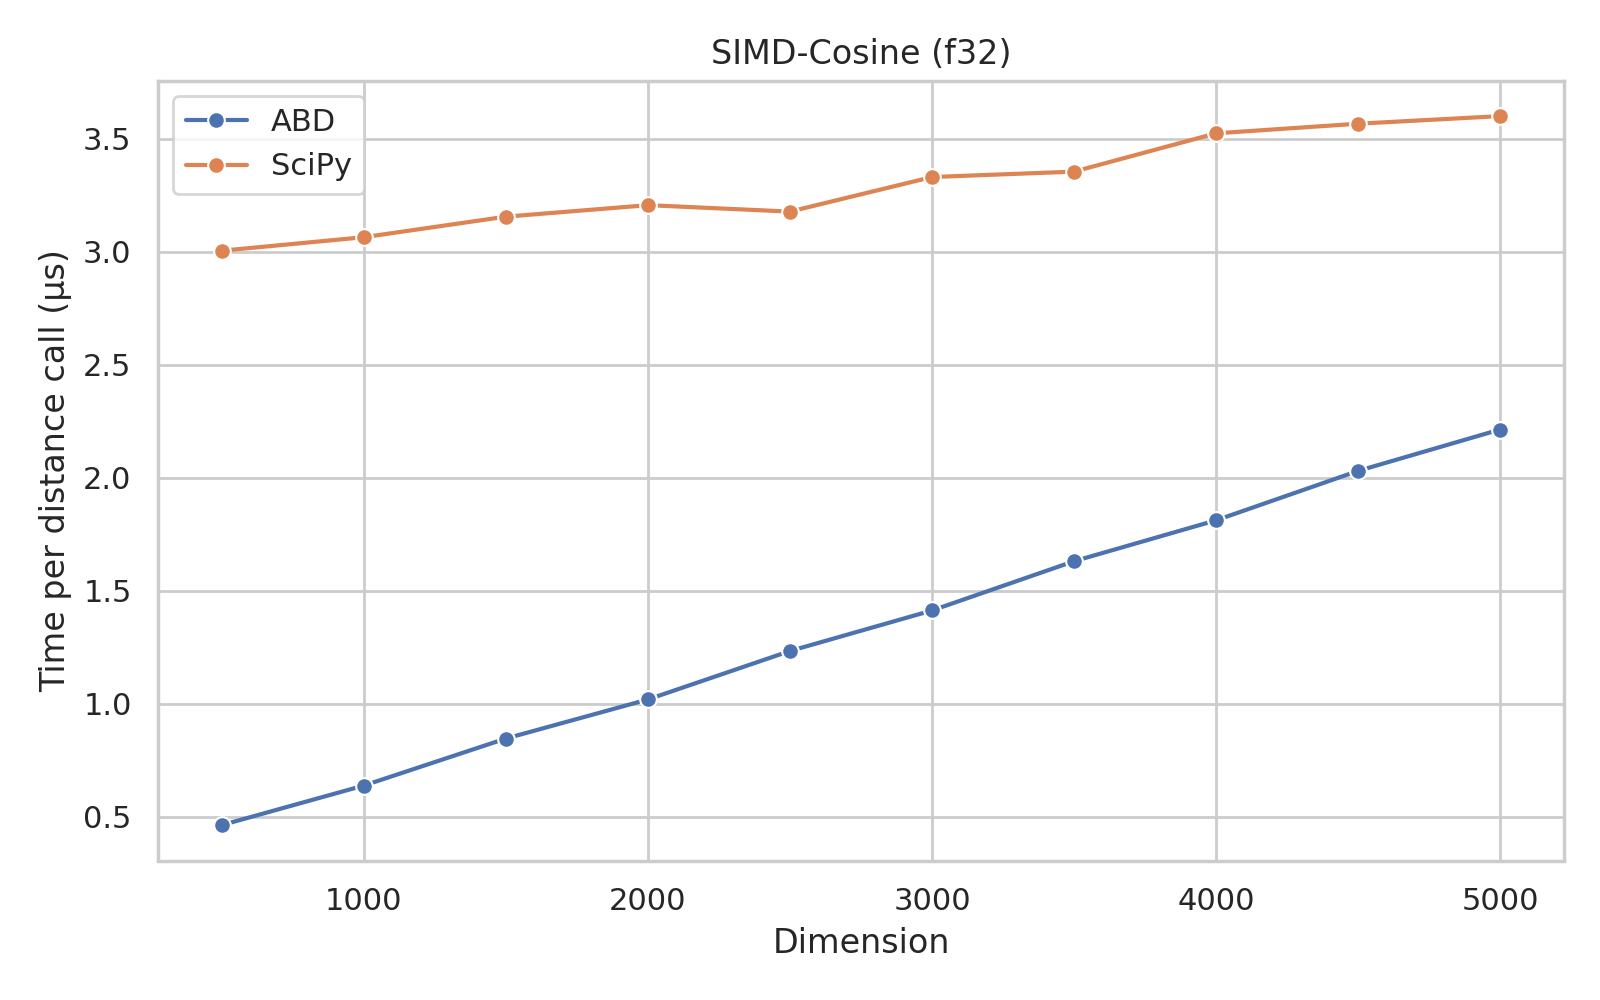 SIMD-Cosine (f32)
ABD
SciPy
Time per distance call (µs)
3.5
3.0
2.5
2.0
1.5
1.0
0.5
1000 2000 3000 4000 5000
Dimension